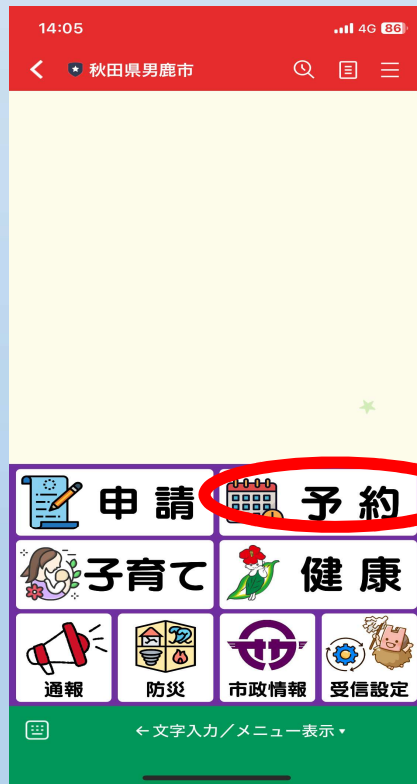 14:05
4G 86
秋田県男鹿市
申請
予約
子育て
健康
通報
防災
市政情報
受信設定
←文字入力/メニュー表示▾